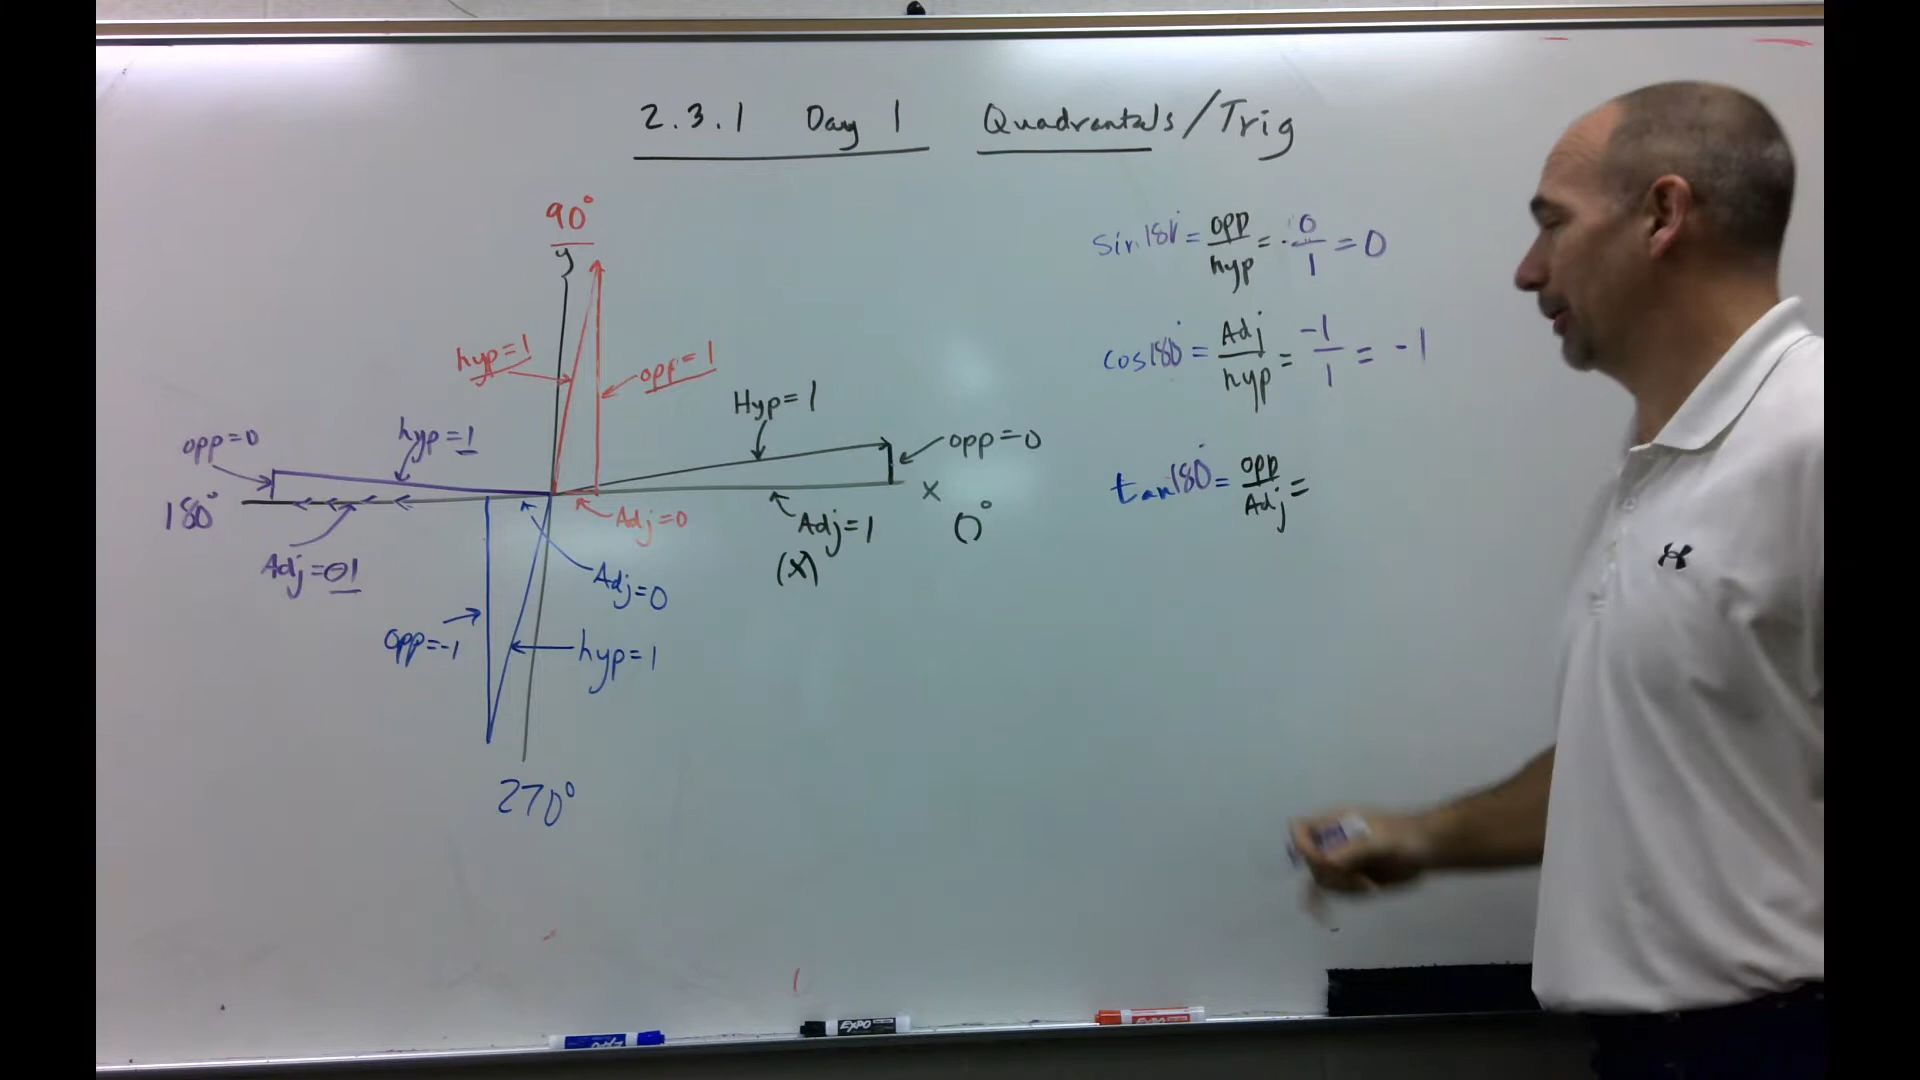 2.3.1 Day 1 Quadrantals/Trig
90°
y
hyp=1
opp=1
Hyp=1
opp=0
hyp=1
opp=0
x
180°
Adj=0
Adj=1
0°
(x)
Adj=-1
Adj=0
opp=-1
hyp=1
270°
sin180°=opp/hyp=0/1=0
cos180°=Adj/hyp=-1/1=-1
tan180°=opp/Adj=
EXPO
EXPO